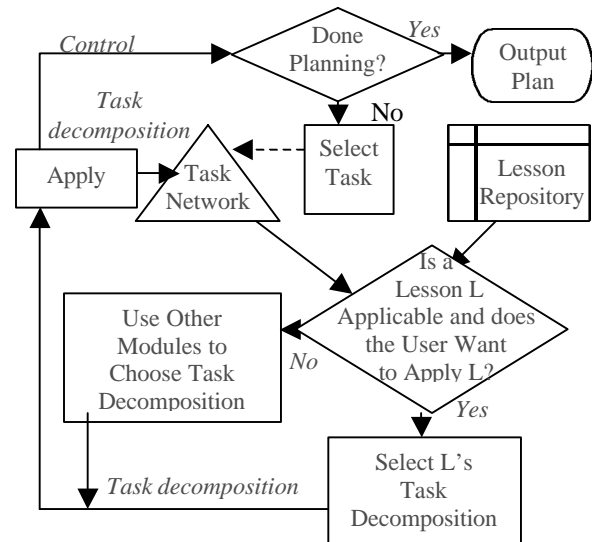 Control
Done
Planning?
Yes
Output
Plan
Task
decomposition
No
Apply
Task
Network
Select
Task
Lesson
Repository
Is a
Lesson L
Applicable and does
the User Want
to Apply L?
Use Other
Modules to
Choose Task
Decomposition
No
Yes
Select L's
Task
Decomposition
Task decomposition